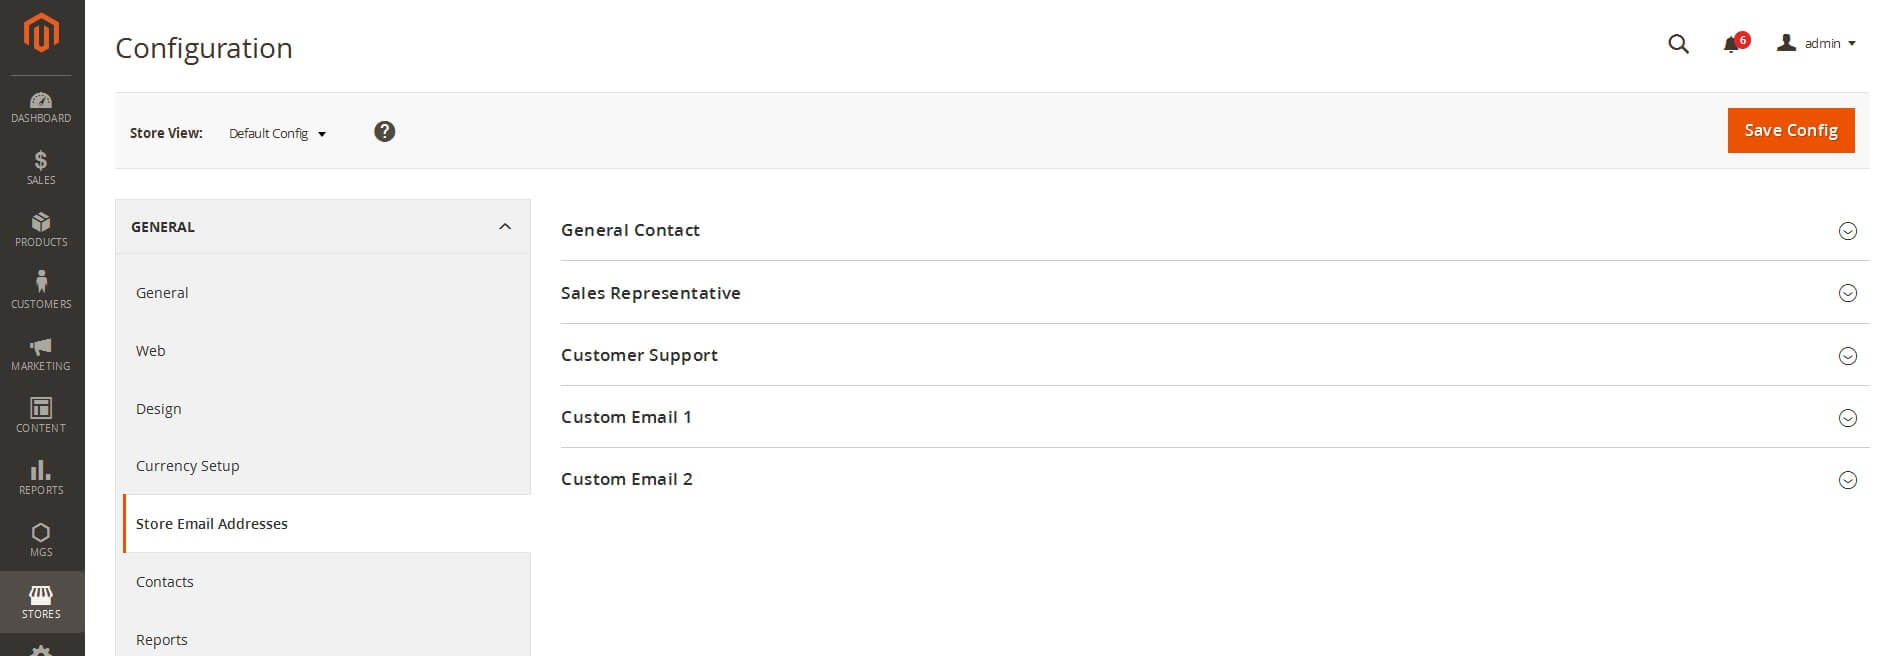 Configuration
6
admin
Store View:
Default Config
?
Save Config
DASHBOARD
SALES
PRODUCTS
CUSTOMERS
MARKETING
CONTENT
REPORTS
MGS
STORES
GENERAL
General
Web
Design
Currency Setup
Store Email Addresses
Contacts
Reports
General Contact
Sales Representative
Customer Support
Custom Email 1
Custom Email 2